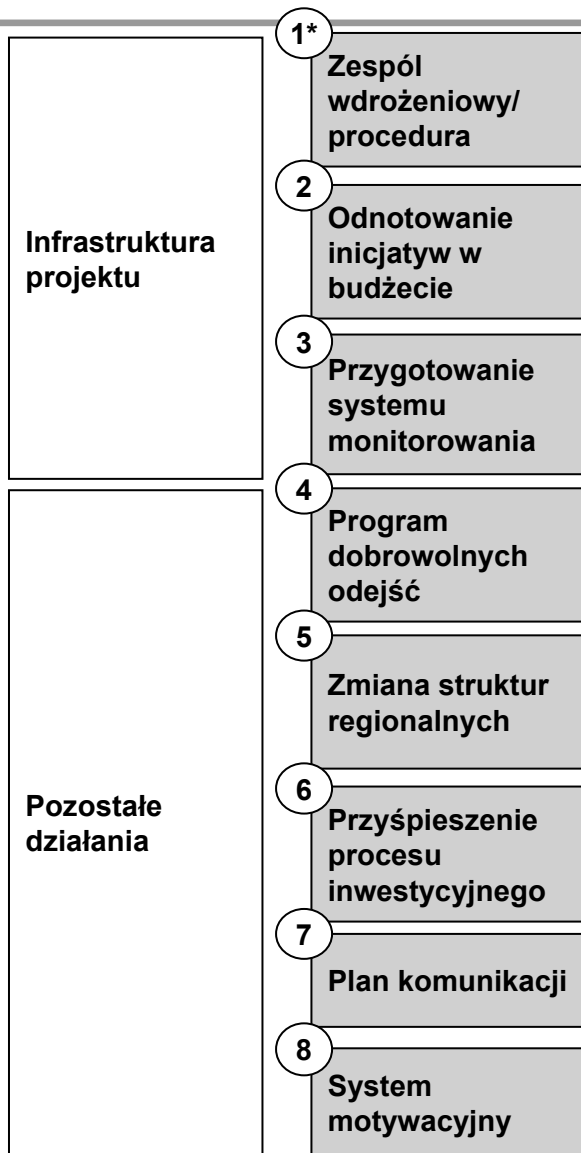 Infrastruktura
projektu
1*
Zespól
wdrożeniowy/
procedura
2
Odnotowanie
inicjatyw w
budżecie
3
Przygotowanie
systemu
monitorowania
Pozostałe
działania
4
Program
dobrowolnych
odejść
5
Zmiana struktur
regionalnych
6
Przyśpieszenie
procesu
inwestycyjnego
7
Plan komunikacji
8
System
motywacyjny